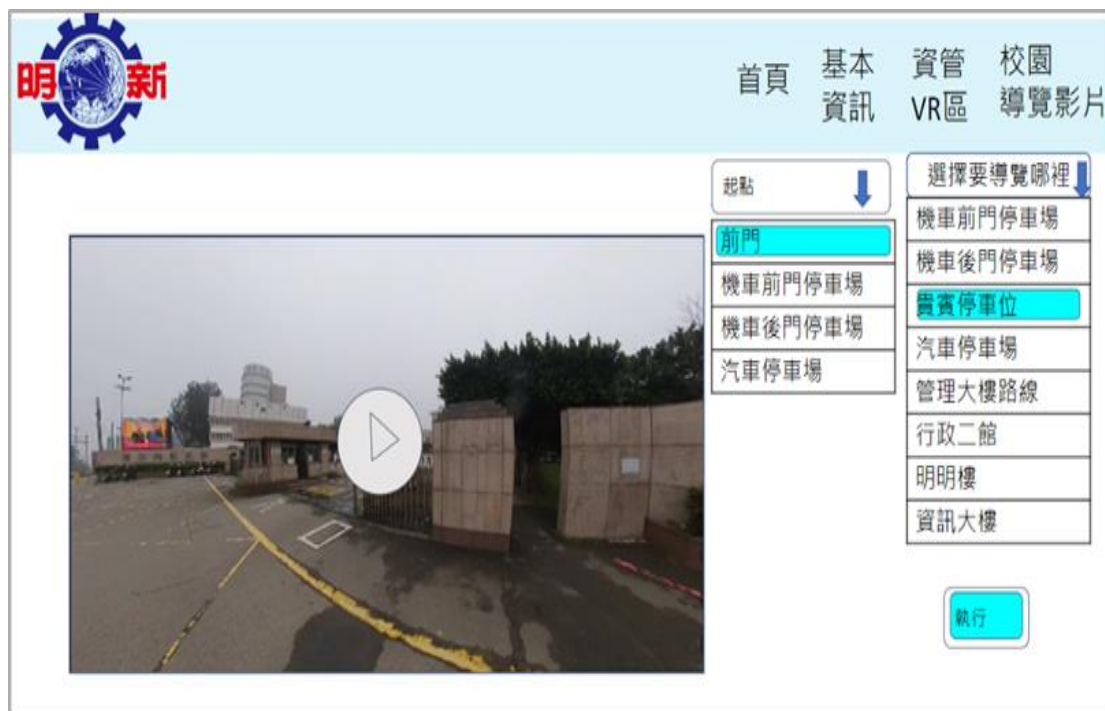 明新
首頁
基本
資訊
資管
VR區
校園
導覽影片
起點
前門
機車前門停車場
機車後門停車場
汽車停車場
選擇要導覽哪裡
機車前門停車場
機車後門停車場
貴賓停車位
汽車停車場
管理大樓路線
行政二館
明明樓
資訊大樓
執行